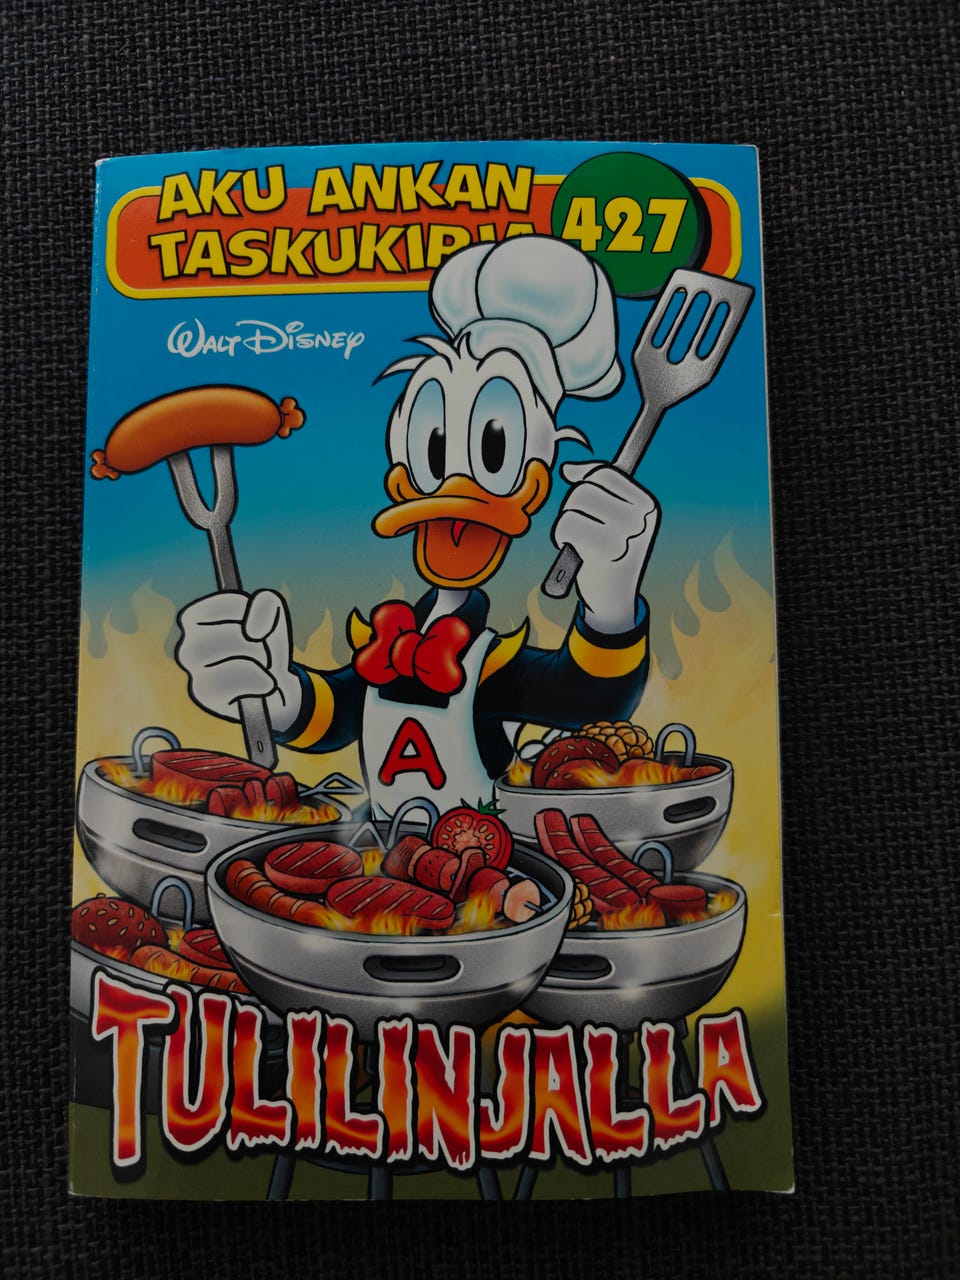 AKU ANKAN
TASKUKIRJA
427
WALT DISNEY
A
TULILINJALLA